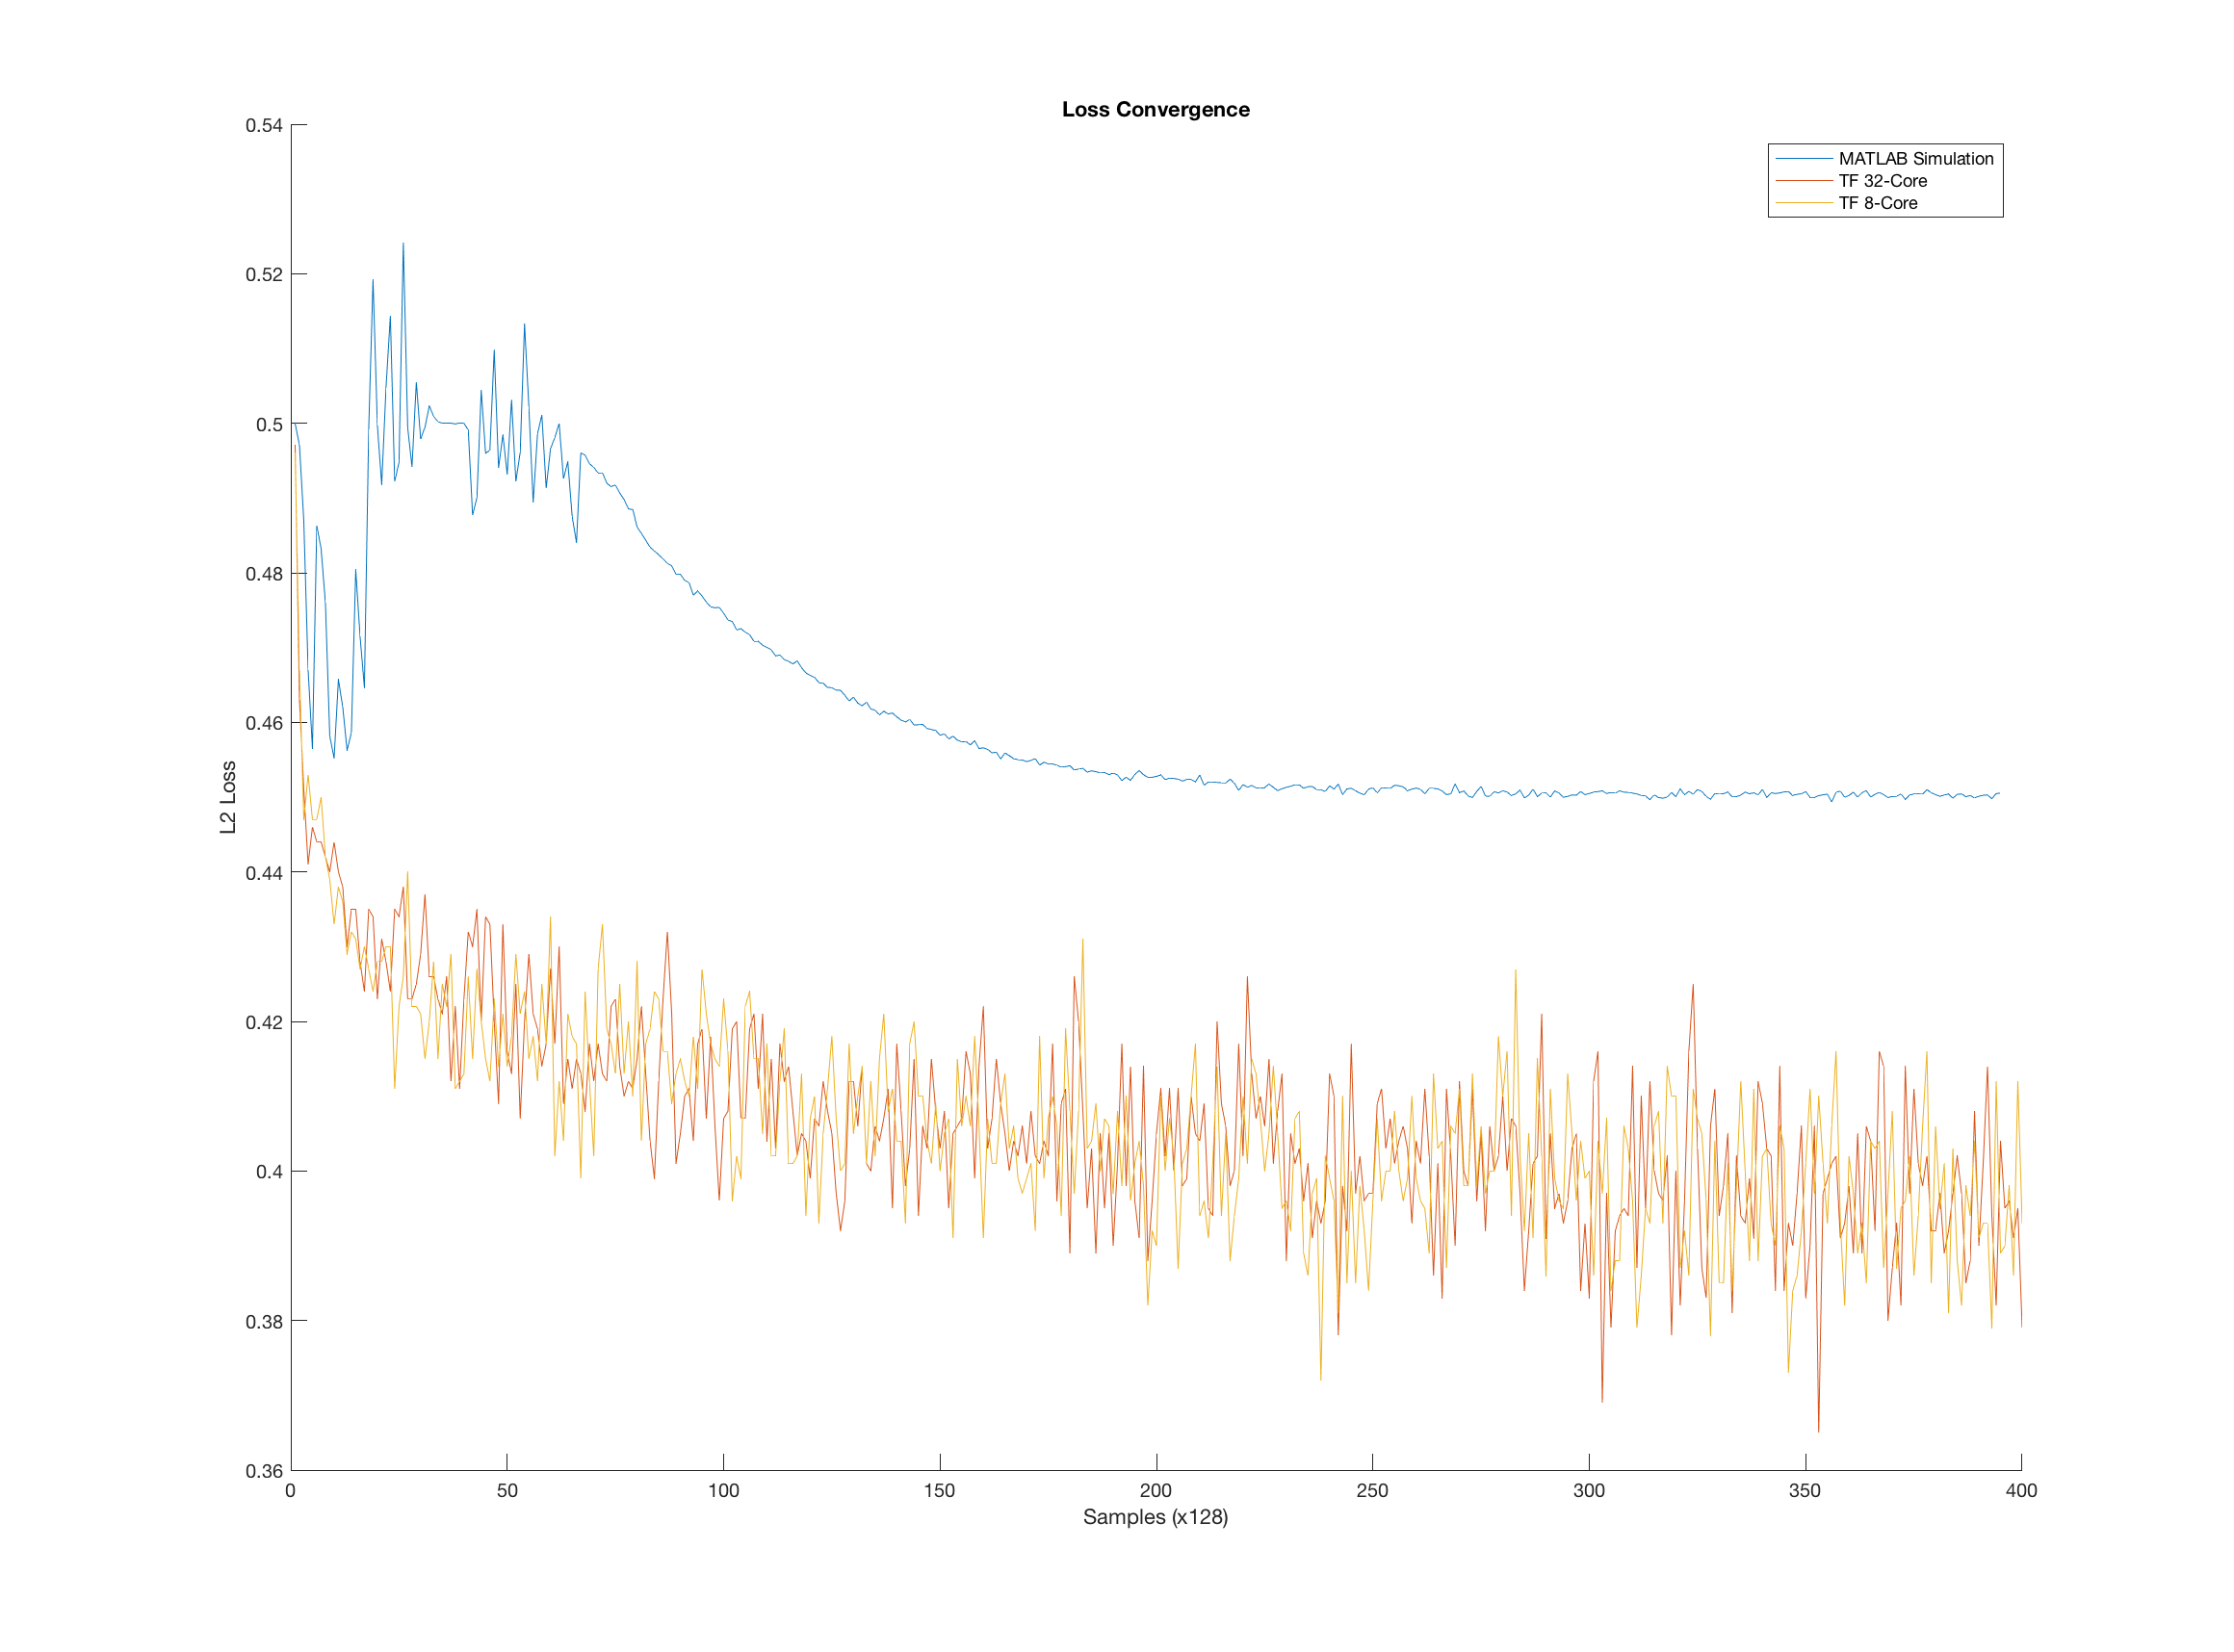 Loss Convergence
MATLAB Simulation
TF 32-Core
TF 8-Core
0.54
0.52
0.5
0.48
0.46
0.44
0.42
0.4
0.38
0.36
L2 Loss
0 50 100 150 200 250 300 350 400
Samples (x128)